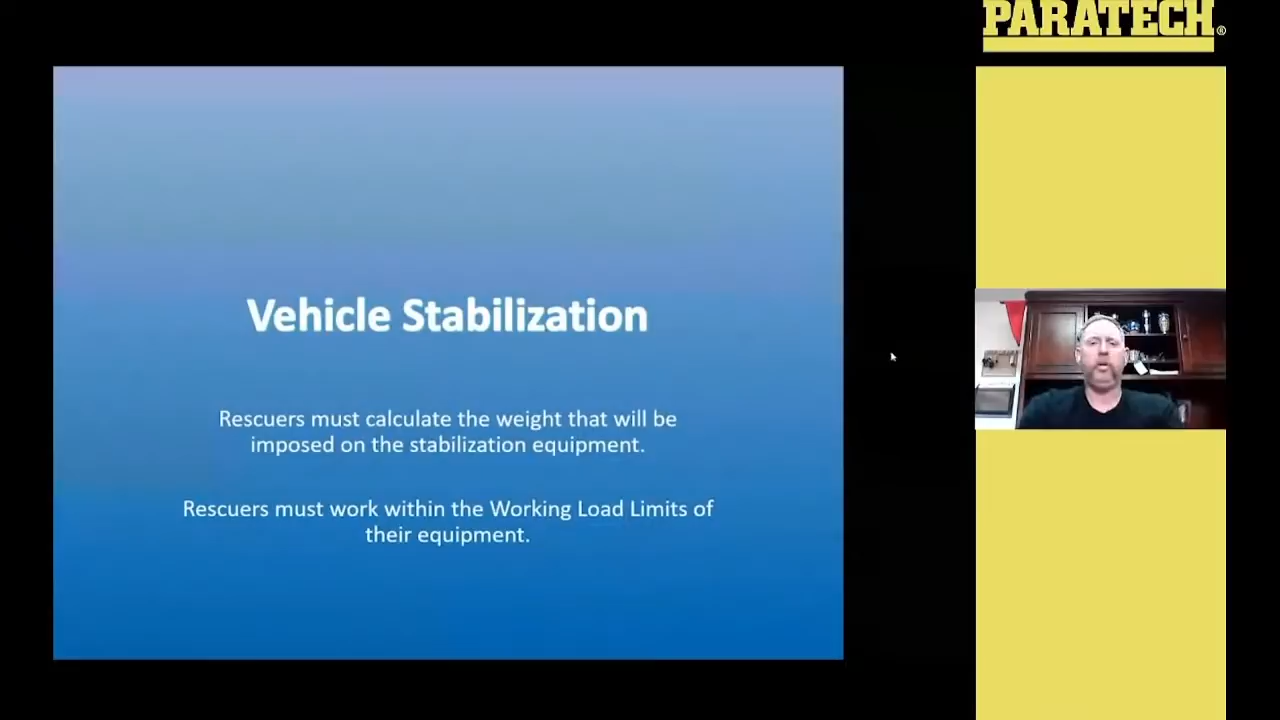 PARATECH®
Vehicle Stabilization
Rescuers must calculate the weight that will be
imposed on the stabilization equipment.
Rescuers must work within the Working Load Limits of
their equipment.